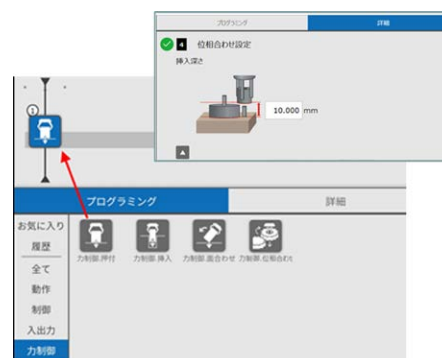 プログラミング
詳細
4 位相合わせ設定
挿入深さ
10.000 mm
①
プログラミング
詳細
お気に入り
履歴
全て
動作
制御
入出力
力制御
力制御.押付
力制御.挿入
力制御.面合わせ
力制御.位相合わせ